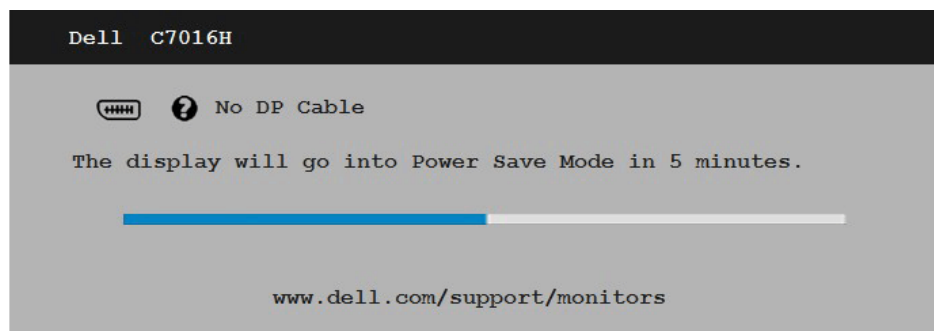 Dell C7016H
No DP Cable
The display will go into Power Save Mode in 5 minutes.
www.dell.com/support/monitors